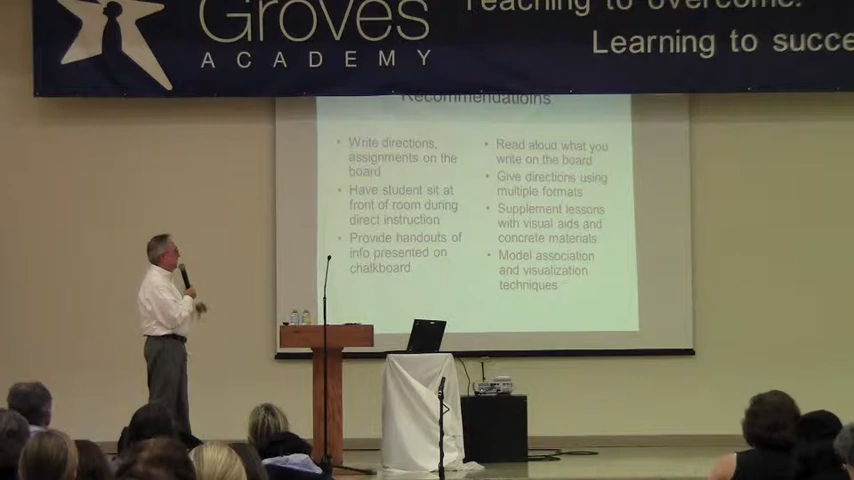 Groves
ACADEMY
Teaching to overcome.
Learning to succe
Recommendatioins
• Write directions,
assignments on the
board
• Have student sit at
front of room during
direct instruction
• Provide handouts of
info presented on
chalkboard
• Read aloud what you
write on the board
• Give directions using
multiple formats
• Supplement lessons
with visual aids and
concrete materials
• Model association
and visualization
techniques